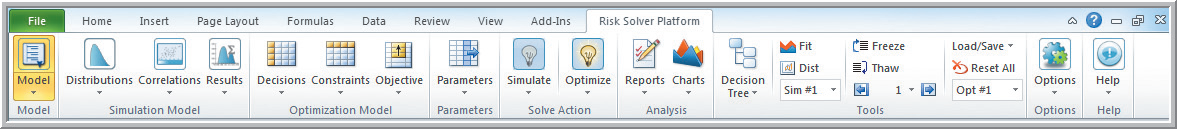 File Home Insert Page Layout Formulas Data Review View Add-Ins Risk Solver Platform
Model Distributions Correlations Results Decisions Constraints Objective Parameters Simulate Optimize Reports Charts Decision Tree Options Help
Fit Freeze Load/Save
Dist Thaw Reset All
Sim #1 1 Opt #1
Model Simulation Model Optimization Model Parameters Solve Action Analysis Tools Options Help